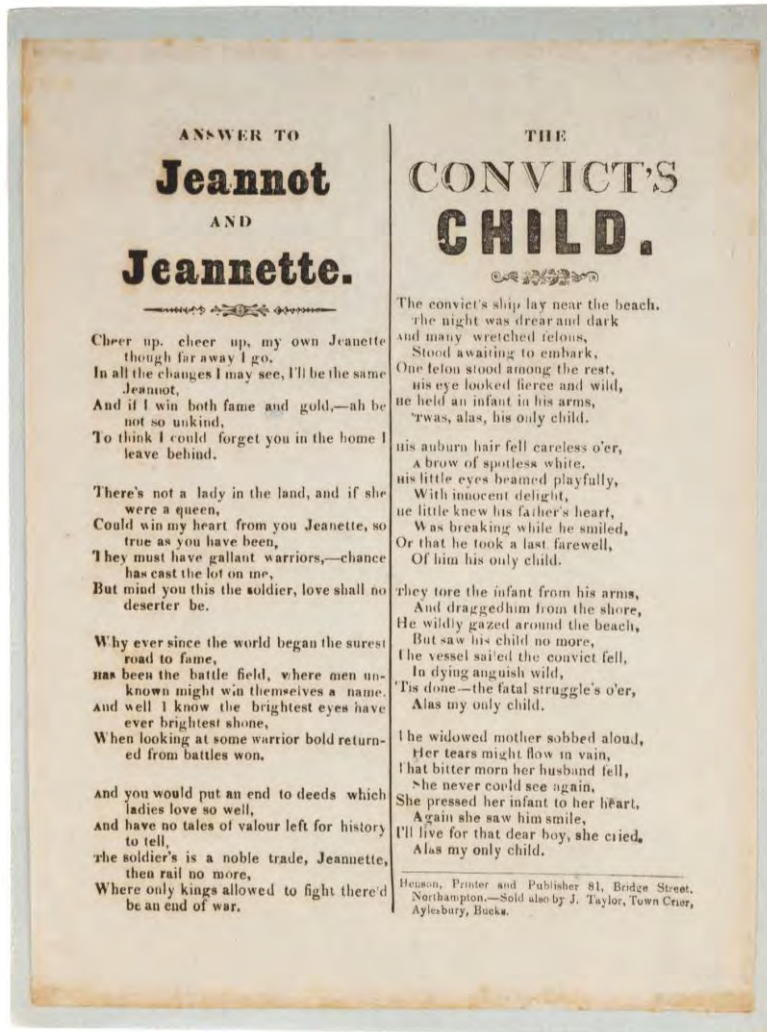 ANSWER TO
Jeannot
AND
Jeannette.
Cheer up, cheer up, my own Jeanette
though far away I go.
In all the changes I may see, I'll be the same
Jeannot,
And if I win both fame and gold,—ah be
not so unkind,
To think I could forget you in the home I
leave behind.
There's not a lady in the land, and if she
were a queen,
Could win my heart from you Jeanette, so
true as you have been,
They must have gallant warriors,—chance
has cast the lot on me,
But mind you this the soldier, love shall no
deserter be.
Why ever since the world began the surest
road to fame,
Has been the battle field, where men un-
known might win themselves a name.
And well I know the brightest eyes have
ever brightest shone,
When looking at some warrior bold return-
ed from battles won.
And you would put an end to deeds which
ladies love so well,
And have no tales of valour left for history
to tell,
The soldier's is a noble trade, Jeannette,
then rail no more,
Where only kings allowed to fight there'd
be an end of war.
THE
CONVICT'S
CHILD.
The convict's ship lay near the beach.
The night was drear and dark
And many wretched felons,
Stood awaiting to embark,
One felon stood among the rest,
His eye looked fierce and wild,
He held an infant in his arms,
'Twas, alas, his only child.
His auburn hair fell careless o'er,
A brow of spotless white.
His little eyes beamed playfully,
With innocent delight,
He little knew his father's heart,
Was breaking while he smiled,
Or that he took a last farewell,
Of him his only child.
They tore the infant from his arms,
And draggedhim from the shore,
He wildly gazed around the beach,
But saw his child no more,
The vessel sailed the convict fell,
In dying anguish wild,
'Tis done—the fatal struggle's o'er,
Alas my only child.
The widowed mother sobbed aloud,
Her tears might flow in vain,
That bitter morn her husband fell,
She never could see again,
She pressed her infant to her heart,
Again she saw him smile,
I'll live for that dear boy, she cried,
Alas my only child.
Henson, Printer and Publisher 81, Bridge Street,
Northampton.—Sold also by J. Taylor, Town Crier,
Aylesbury, Bucks.